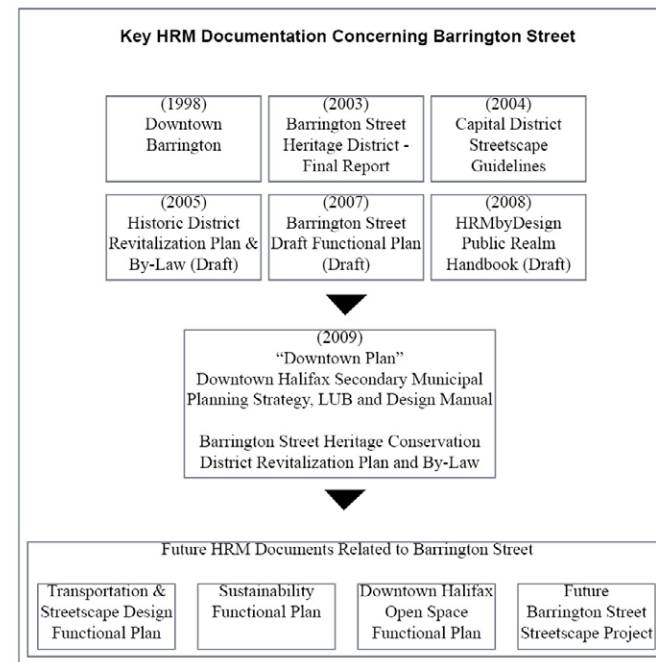 Key HRM Documentation Concerning Barrington Street
(1998)
Downtown
Barrington
(2003)
Barrington Street
Heritage District -
Final Report
(2004)
Capital District
Streetscape
Guidelines
(2005)
Historic District
Revitalization Plan &
By-Law (Draft)
(2007)
Barrington Street
Draft Functional Plan
(Draft)
(2008)
HRMbyDesign
Public Realm
Handbook (Draft)
(2009)
“Downtown Plan”
Downtown Halifax Secondary Municipal
Planning Strategy, LUB and Design Manual
Barrington Street Heritage Conservation
District Revitalization Plan and By-Law
Future HRM Documents Related to Barrington Street
Transportation &
Streetscape Design
Functional Plan
Sustainability
Functional Plan
Downtown Halifax
Open Space
Functional Plan
Future
Barrington Street
Streetscape Project